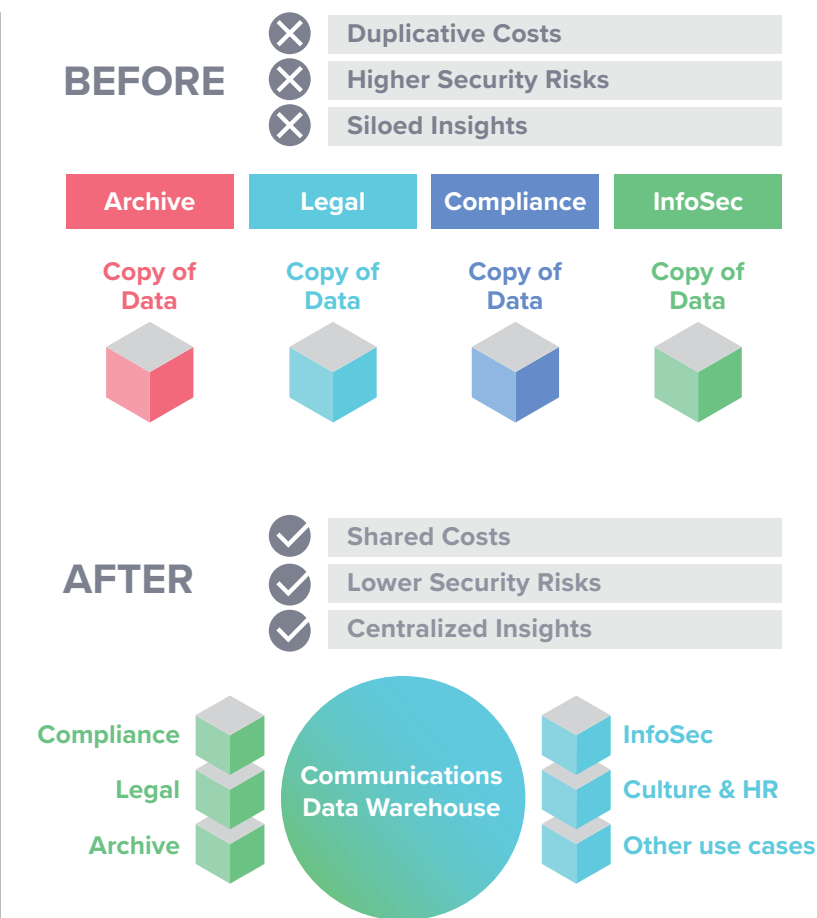 BEFORE
Duplicative Costs
Higher Security Risks
Siloed Insights
Archive
Legal
Compliance
InfoSec
Copy of
Data
Copy of
Data
Copy of
Data
Copy of
Data
AFTER
Shared Costs
Lower Security Risks
Centralized Insights
Compliance
Legal
Archive
Communications
Data Warehouse
InfoSec
Culture & HR
Other use cases